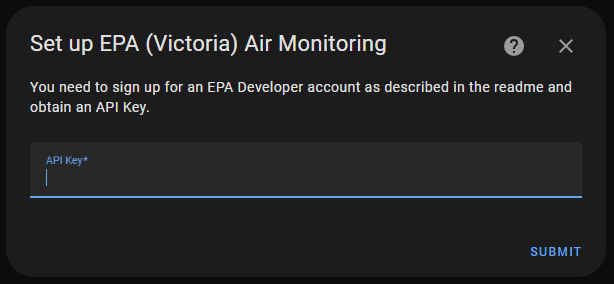 Set up EPA (Victoria) Air Monitoring
You need to sign up for an EPA Developer account as described in the readme and
obtain an API Key.
API Key*
SUBMIT